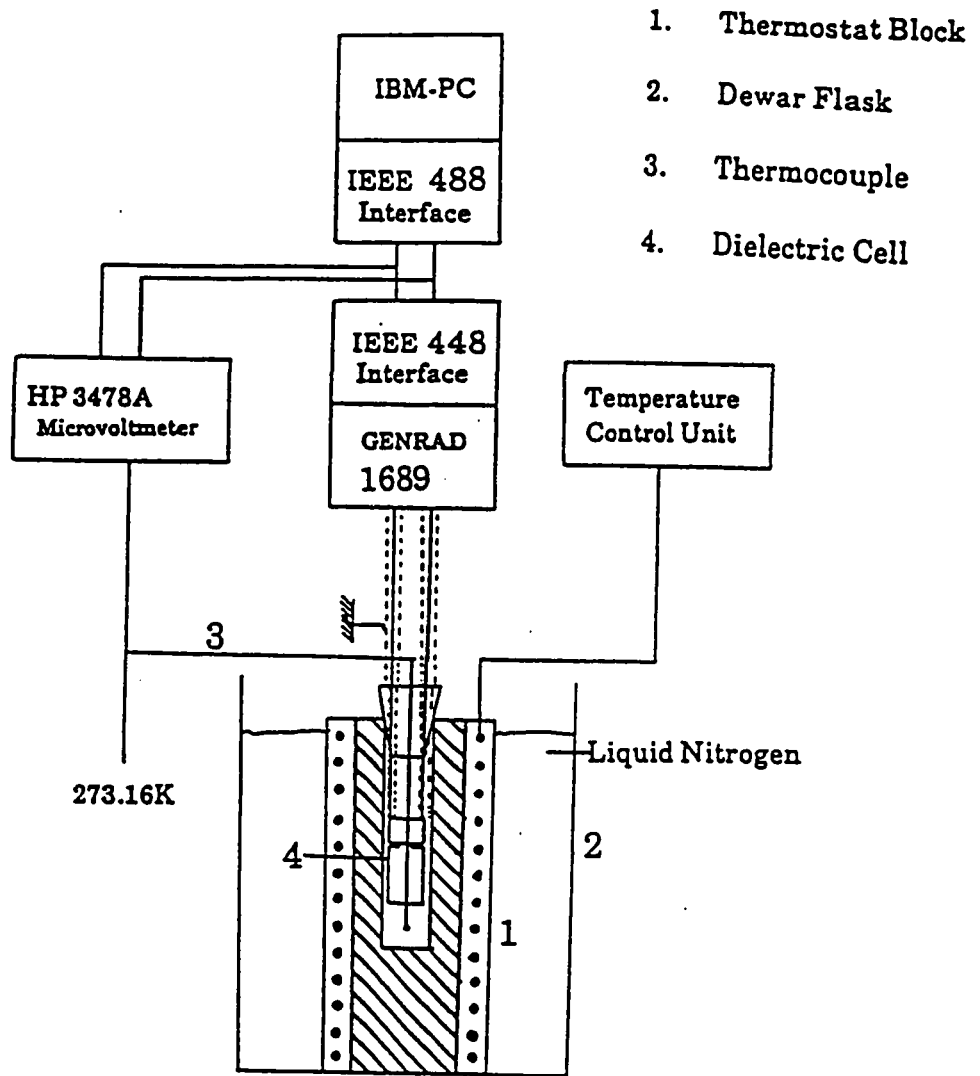 1. Thermostat Block
2. Dewar Flask
3. Thermocouple
4. Dielectric Cell
IBM-PC
IEEE 488
Interface
IEEE 448
Interface
HP 3478A
Microvoltmeter
GENRAD
1689
Temperature
Control Unit
3
273.16K
Liquid Nitrogen
4
2
1